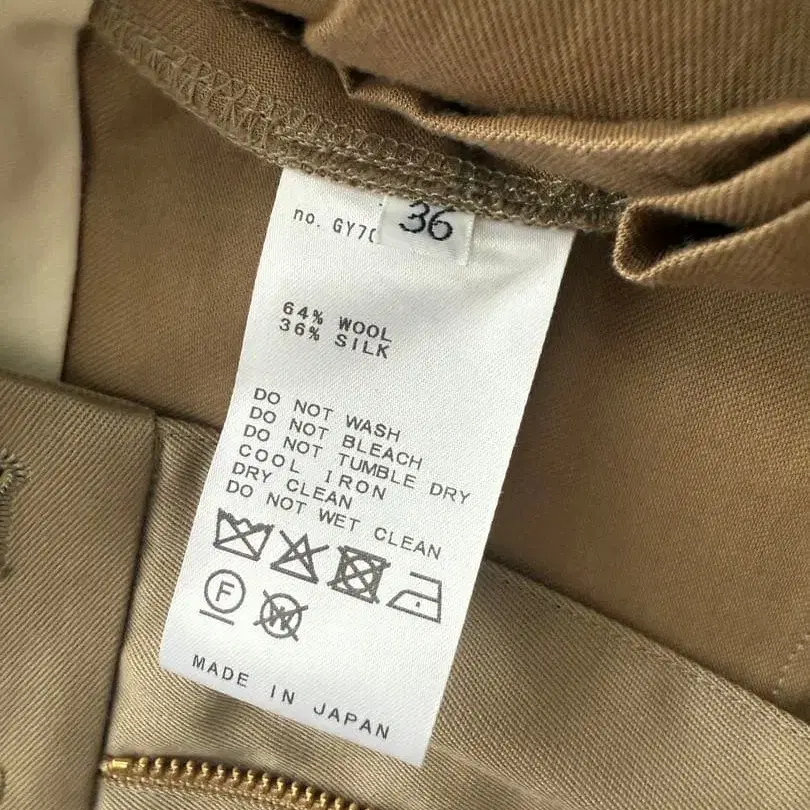 36
no. GY70
64% WOOL
36% SILK
DO NOT WASH
DO NOT BLEACH
DO NOT TUMBLE DRY
COOL IRON
DRY CLEAN
DO NOT WET CLEAN
F
W
MADE IN JAPAN